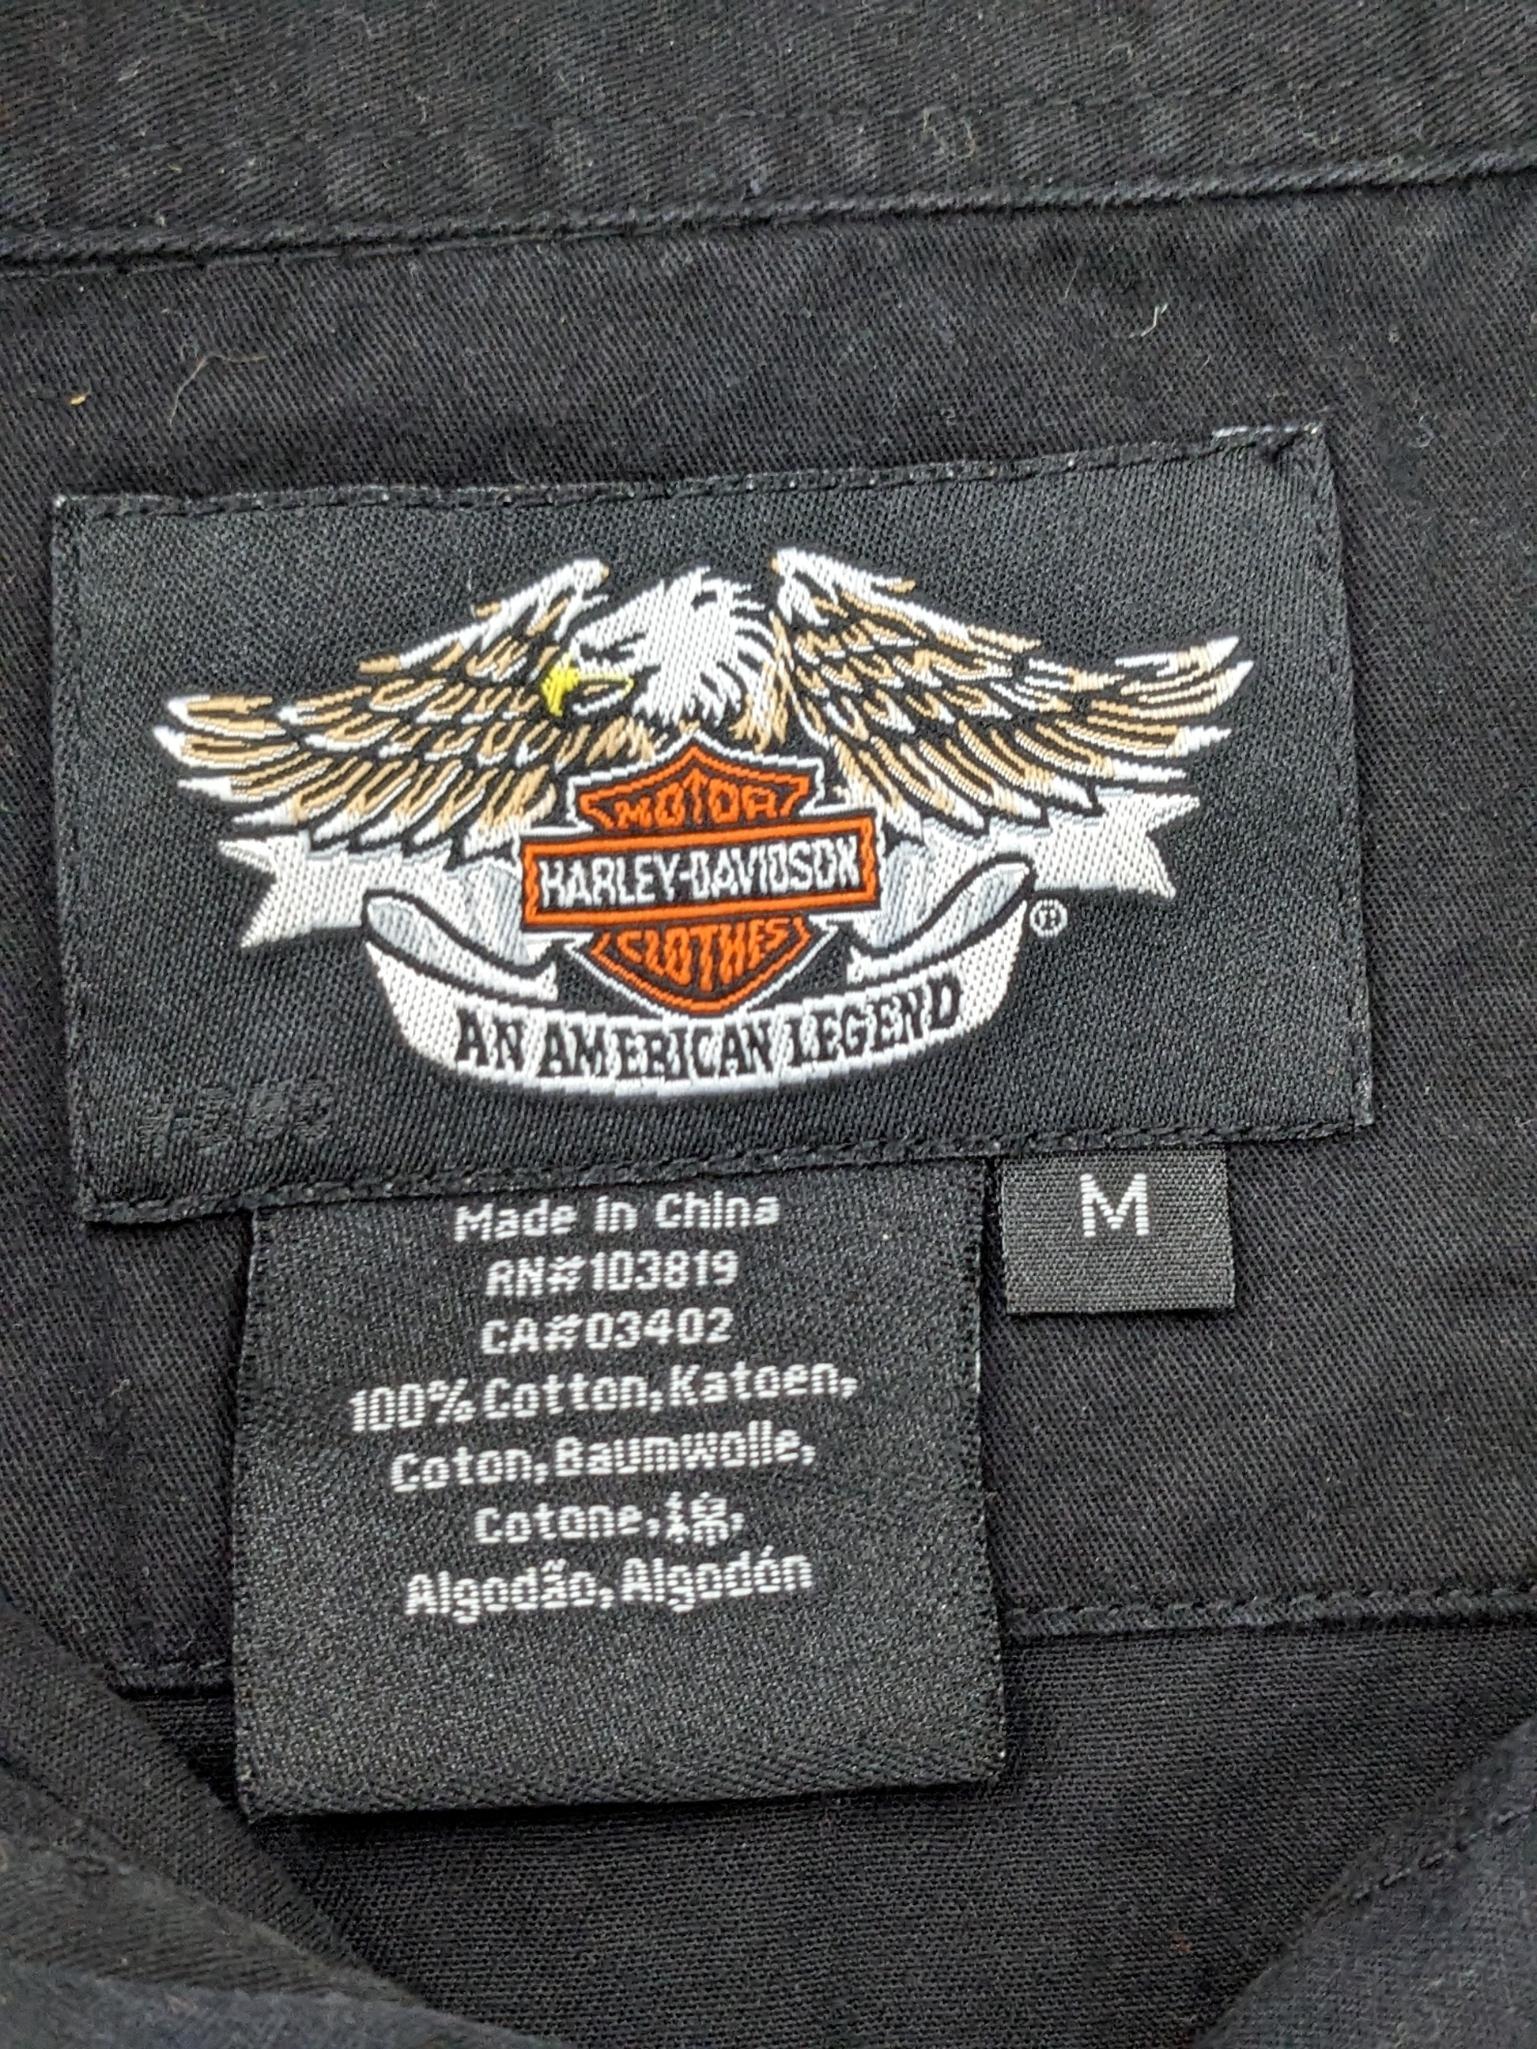 MOTOR
HARLEY-DAVIDSON
CLOTHES
®
AN AMERICAN LEGEND
M
Made in China
RN#103819
CA#03402
100% Cotton, Katoen,
Coton, Baumwolle,
Cotone,
Algodão, Algodón